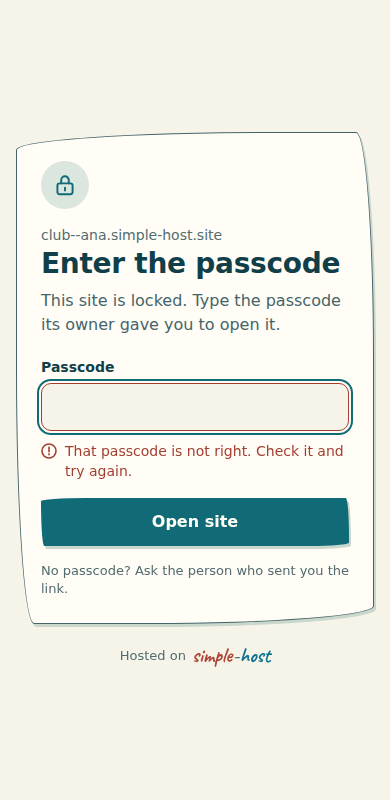 club--ana.simple-host.site
Enter the passcode
This site is locked. Type the passcode
its owner gave you to open it.
Passcode
That passcode is not right. Check it and
try again.
Open site
No passcode? Ask the person who sent you the
link.
Hosted on simple-host